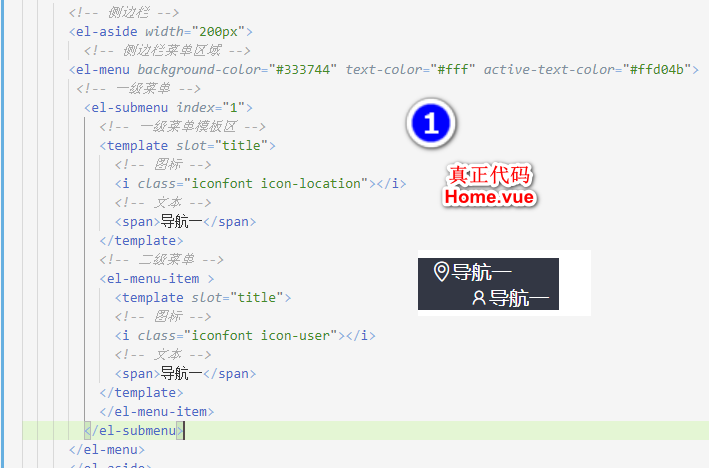 <!-- 侧边栏 -->
<el-aside width="200px">
<!-- 侧边栏菜单区域 -->
<el-menu background-color="#333744" text-color="#fff" active-text-color="#ffd04b">
<!-- 一级菜单 -->
<el-submenu index="1">
<!-- 一级菜单模板区 -->
<template slot="title">
<!-- 图标 -->
<i class="iconfont icon-location"></i>
<!-- 文本 -->
<span>导航一</span>
</template>
<!-- 二级菜单 -->
<el-menu-item >
<template slot="title">
<!-- 图标 -->
<i class="iconfont icon-user"></i>
<!-- 文本 -->
<span>导航一</span>
</template>
</el-menu-item>
</el-submenu>
</el-menu>
</el-aside>
1
真正代码
Home.vue
导航一
导航一